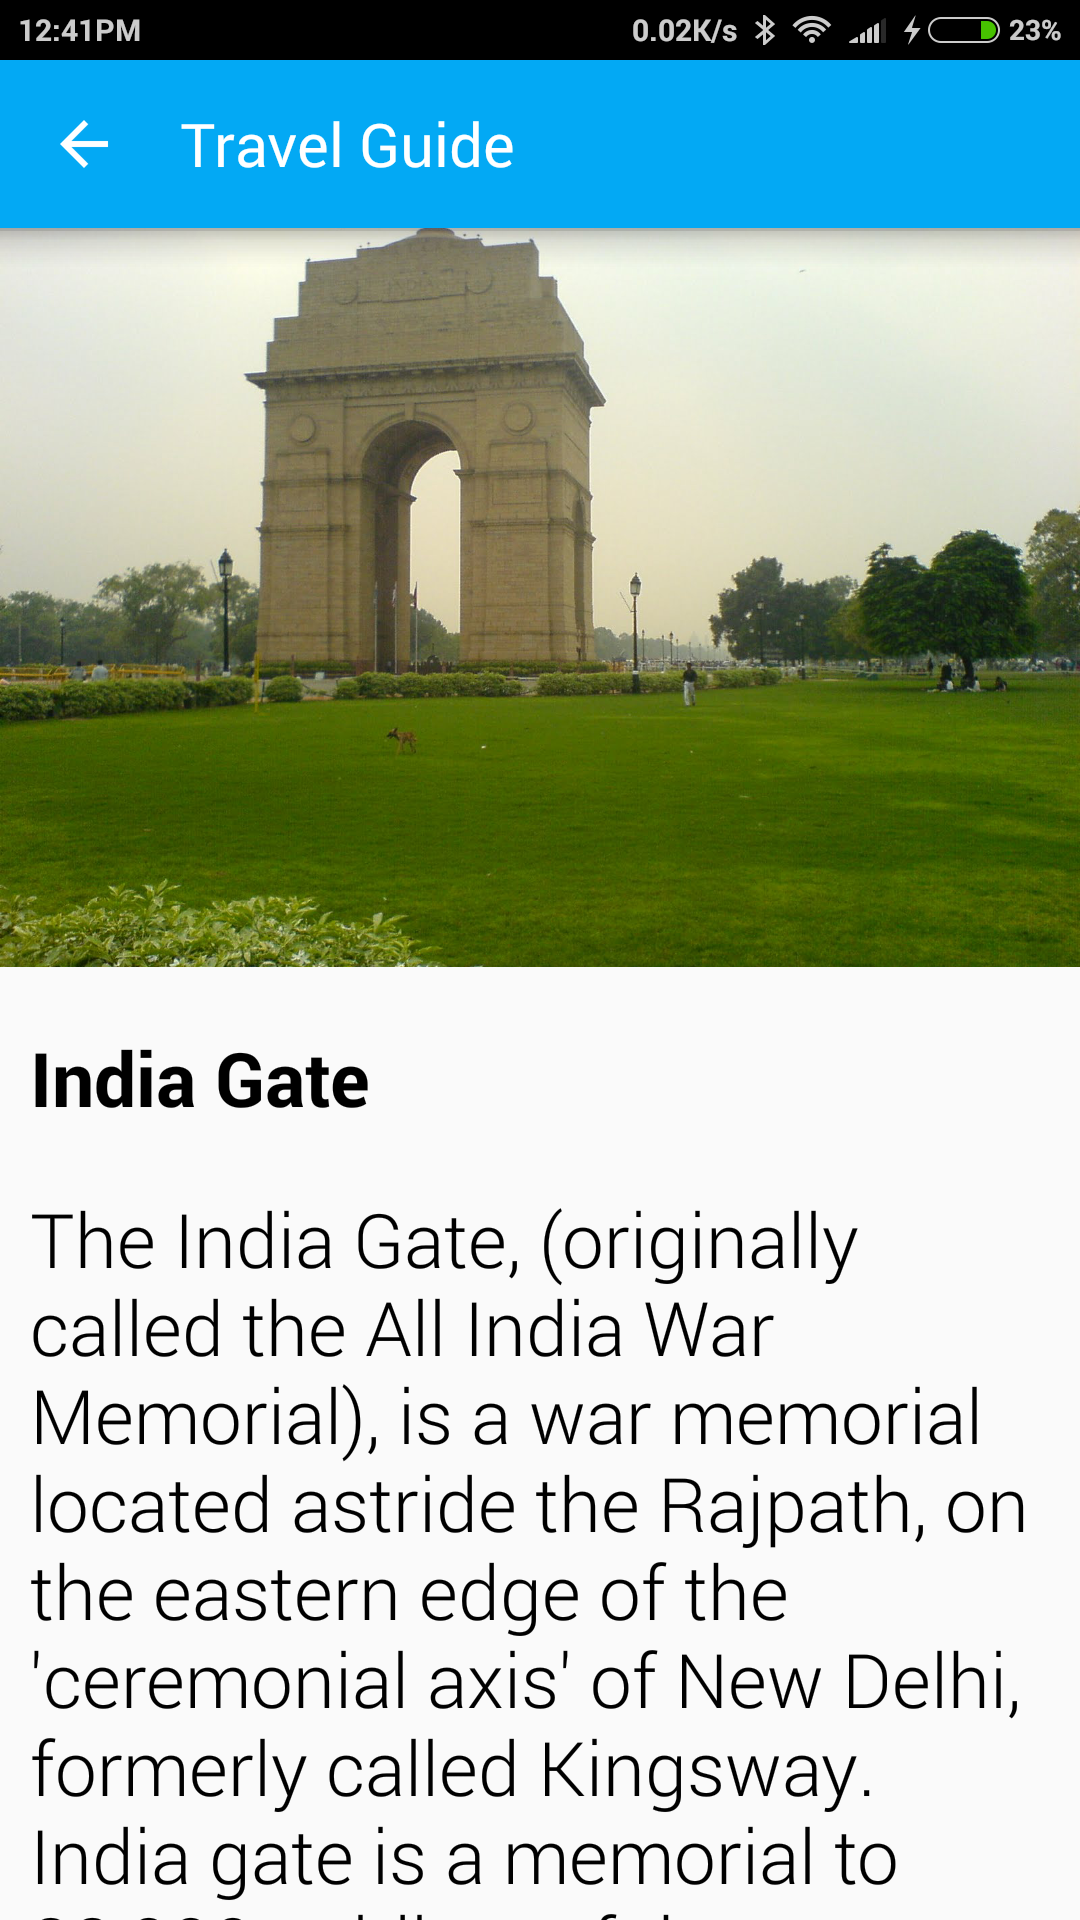 12:41PM 0.02K/s 23%
Travel Guide
India Gate
The India Gate, (originally
called the All India War
Memorial), is a war memorial
located astride the Rajpath, on
the eastern edge of the
'ceremonial axis' of New Delhi,
formerly called Kingsway.
India gate is a memorial to